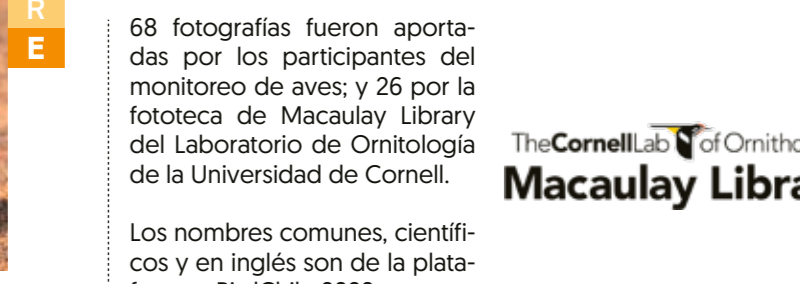 R
E
68 fotografías fueron aporta-
das por los participantes del
monitoreo de aves; y 26 por la
fototeca de Macaulay Library
del Laboratorio de Ornitología
de la Universidad de Cornell.
Los nombres comunes, científi-
cos y en inglés son de la plata-
TheCornellLab of Ornitho
Macaulay Libra